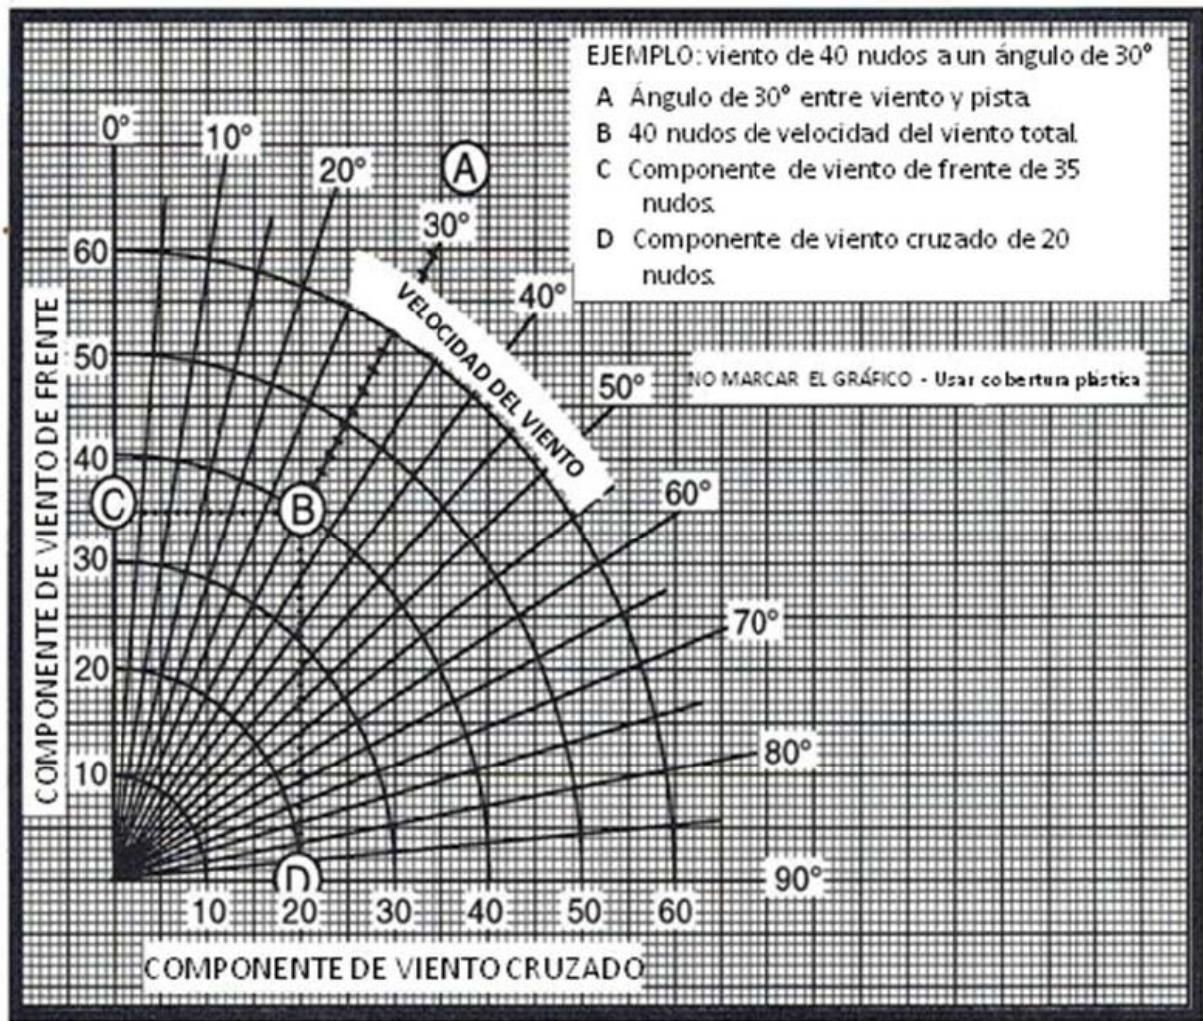 EJEMPLO: viento de 40 nudos a un ángulo de 30°
A Ángulo de 30° entre viento y pista
B 40 nudos de velocidad del viento total
C Componente de viento de frente de 35
nudos.
D Componente de viento cruzado de 20
nudos.
0°
10°
20°
A
30°
40°
50°
60°
70°
80°
90°
VELOCIDAD DEL VIENTO
NO MARCAR EL GRÁFICO - Usar cobertura plástica
COMPONENTE DE VIENTO DE FRENTE
60
50
40
C
B
30
20
10
D
10 20 30 40 50 60
COMPONENTE DE VIENTO CRUZADO